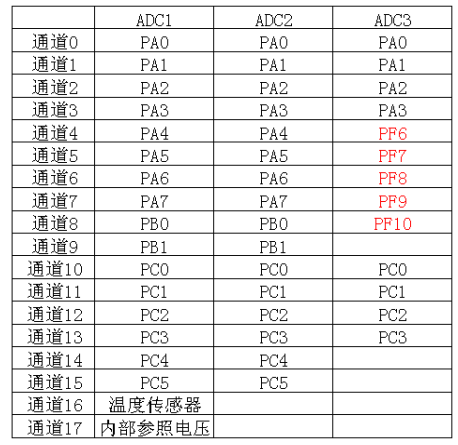 ADC1 ADC2 ADC3
通道0 PA0 PA0 PA0
通道1 PA1 PA1 PA1
通道2 PA2 PA2 PA2
通道3 PA3 PA3 PA3
通道4 PA4 PA4 PF6
通道5 PA5 PA5 PF7
通道6 PA6 PA6 PF8
通道7 PA7 PA7 PF9
通道8 PB0 PB0 PF10
通道9 PB1 PB1
通道10 PC0 PC0 PC0
通道11 PC1 PC1 PC1
通道12 PC2 PC2 PC2
通道13 PC3 PC3 PC3
通道14 PC4 PC4
通道15 PC5 PC5
通道16 温度传感器
通道17 内部参照电压